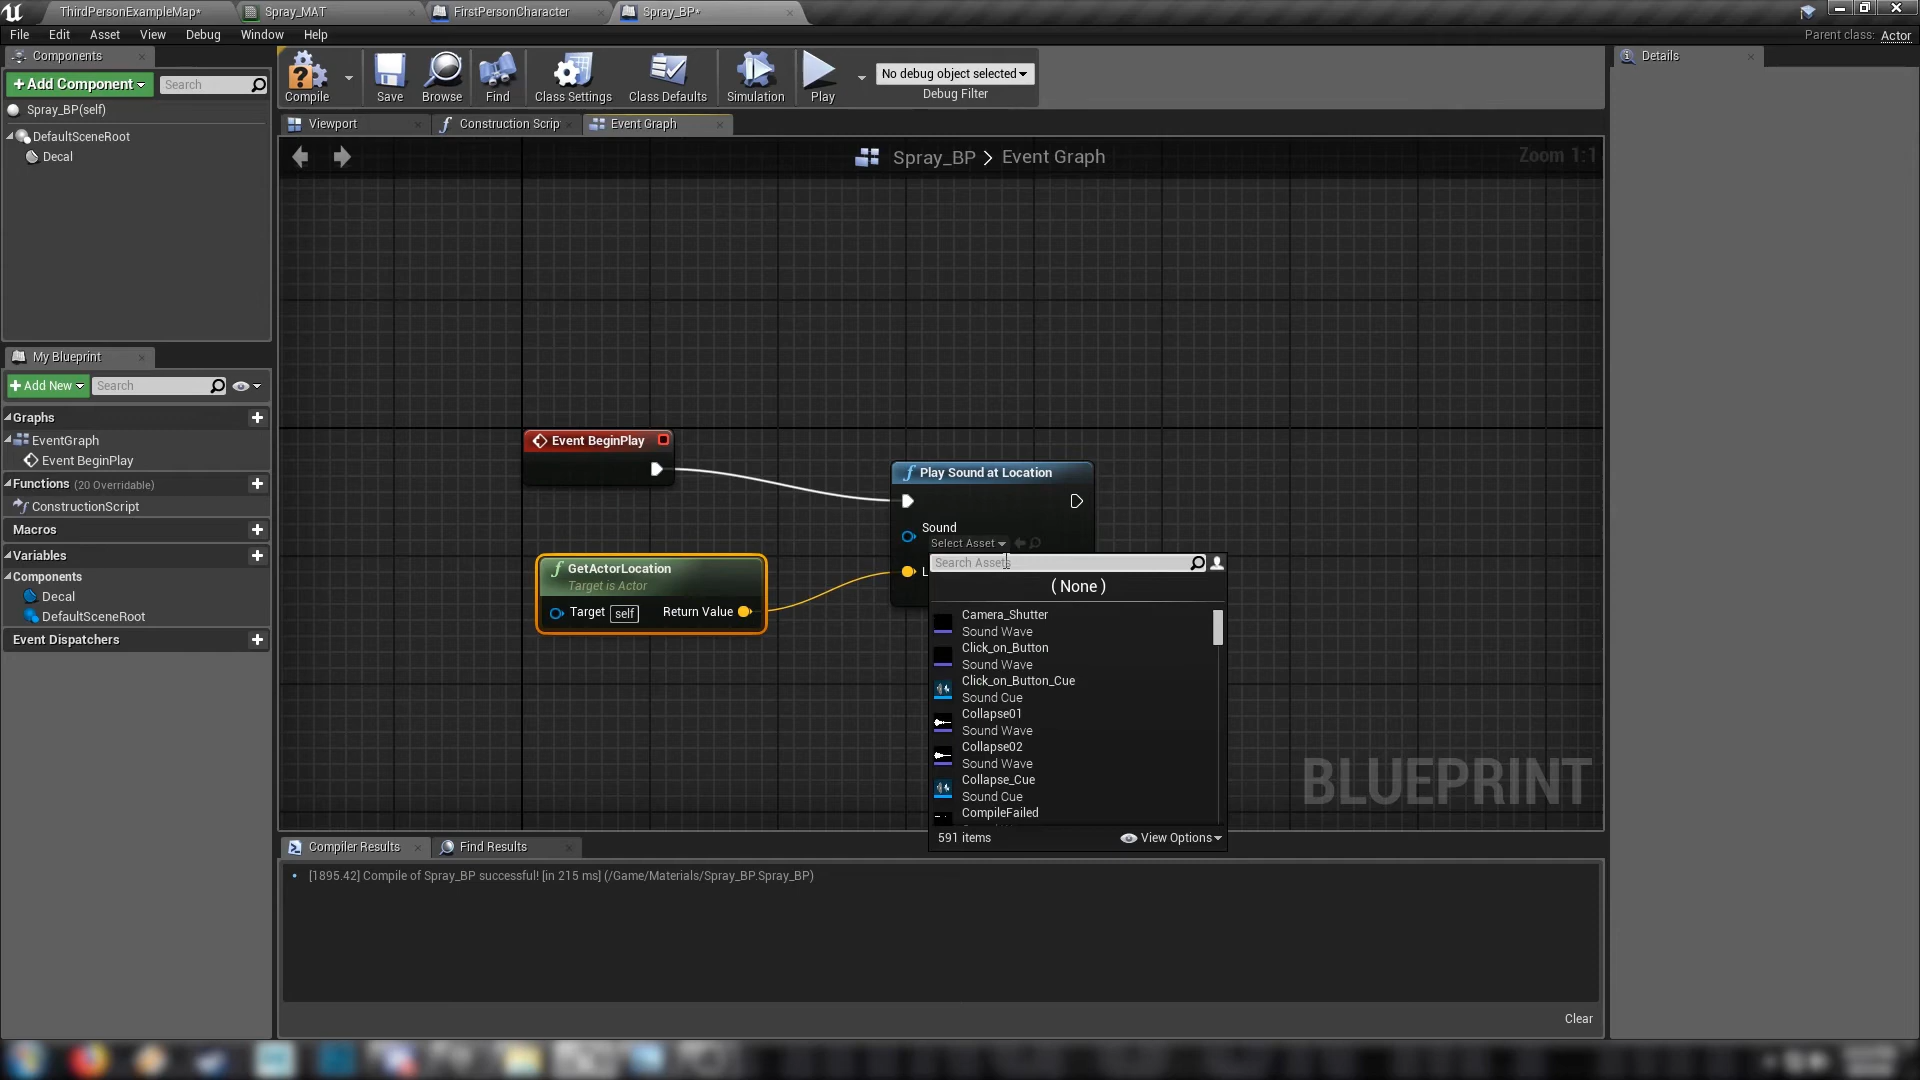 ThirdPersonExampleMap*
Spray_MAT
FirstPersonCharacter
Spray_BP*
File
Edit
Asset
View
Debug
Window
Help
Parent class: Actor
Components
+Add Component
Search
Spray_BP(self)
DefaultSceneRoot
Decal
Compile
Save
Browse
Find
Class Settings
Class Defaults
Simulation
Play
No debug object selected
Debug Filter
Details
Viewport
Construction Scrip
Event Graph
Spray_BP > Event Graph
Zoom 1:1
My Blueprint
+Add New
Search
Graphs
EventGraph
Event BeginPlay
Functions (20 Overridable)
ConstructionScript
Macros
Variables
Components
Decal
DefaultSceneRoot
Event Dispatchers
Event BeginPlay
GetActorLocation
Target is Actor
Target self
Return Value
Play Sound at Location
Sound
Select Asset
L
Search Assets
( None )
Camera_Shutter
Sound Wave
Click_on_Button
Sound Wave
Click_on_Button_Cue
Sound Cue
Collapse01
Sound Wave
Collapse02
Sound Wave
Collapse_Cue
Sound Cue
CompileFailed
591 items
View Options
BLUEPRINT
Compiler Results
Find Results
[1895.42] Compile of Spray_BP successful! [in 215 ms] (/Game/Materials/Spray_BP.Spray_BP)
Clear